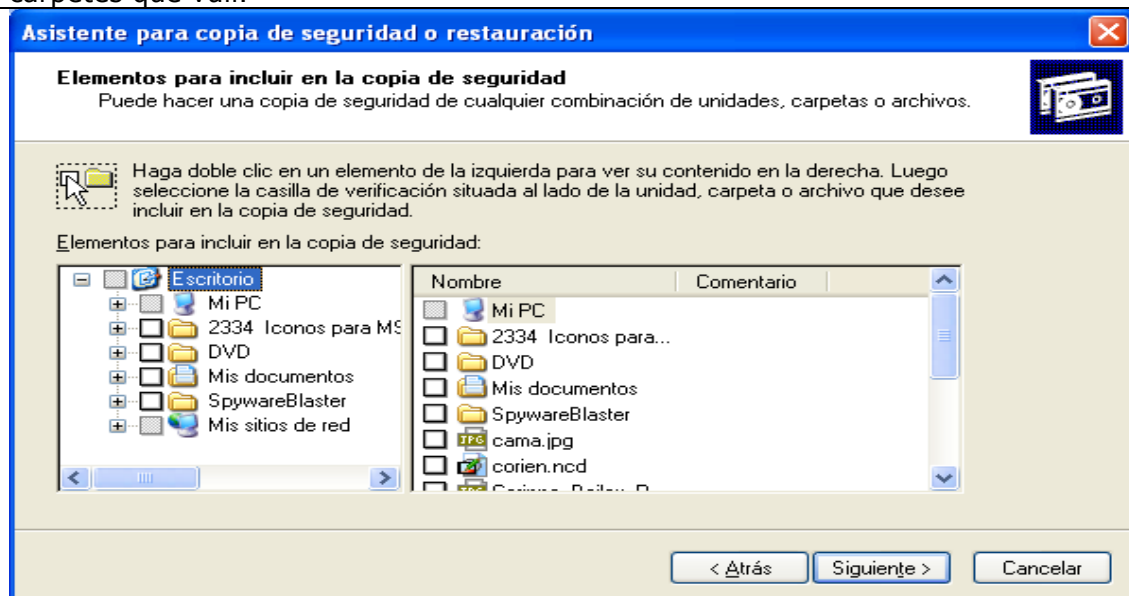 carpetes que vull.
Asistente para copia de seguridad o restauración
Elementos para incluir en la copia de seguridad
Puede hacer una copia de seguridad de cualquier combinación de unidades, carpetas o archivos.
Haga doble clic en un elemento de la izquierda para ver su contenido en la derecha. Luego
seleccione la casilla de verificación situada al lado de la unidad, carpeta o archivo que desee
incluir en la copia de seguridad.
Elementos para incluir en la copia de seguridad:
Escritorio
Mi PC
2334 Iconos para MS
DVD
Mis documentos
SpywareBlaster
Mis sitios de red
Nombre Comentario
Mi PC
2334 Iconos para...
DVD
Mis documentos
SpywareBlaster
cama.jpg
corien.ncd
< Atrás Siguiente > Cancelar